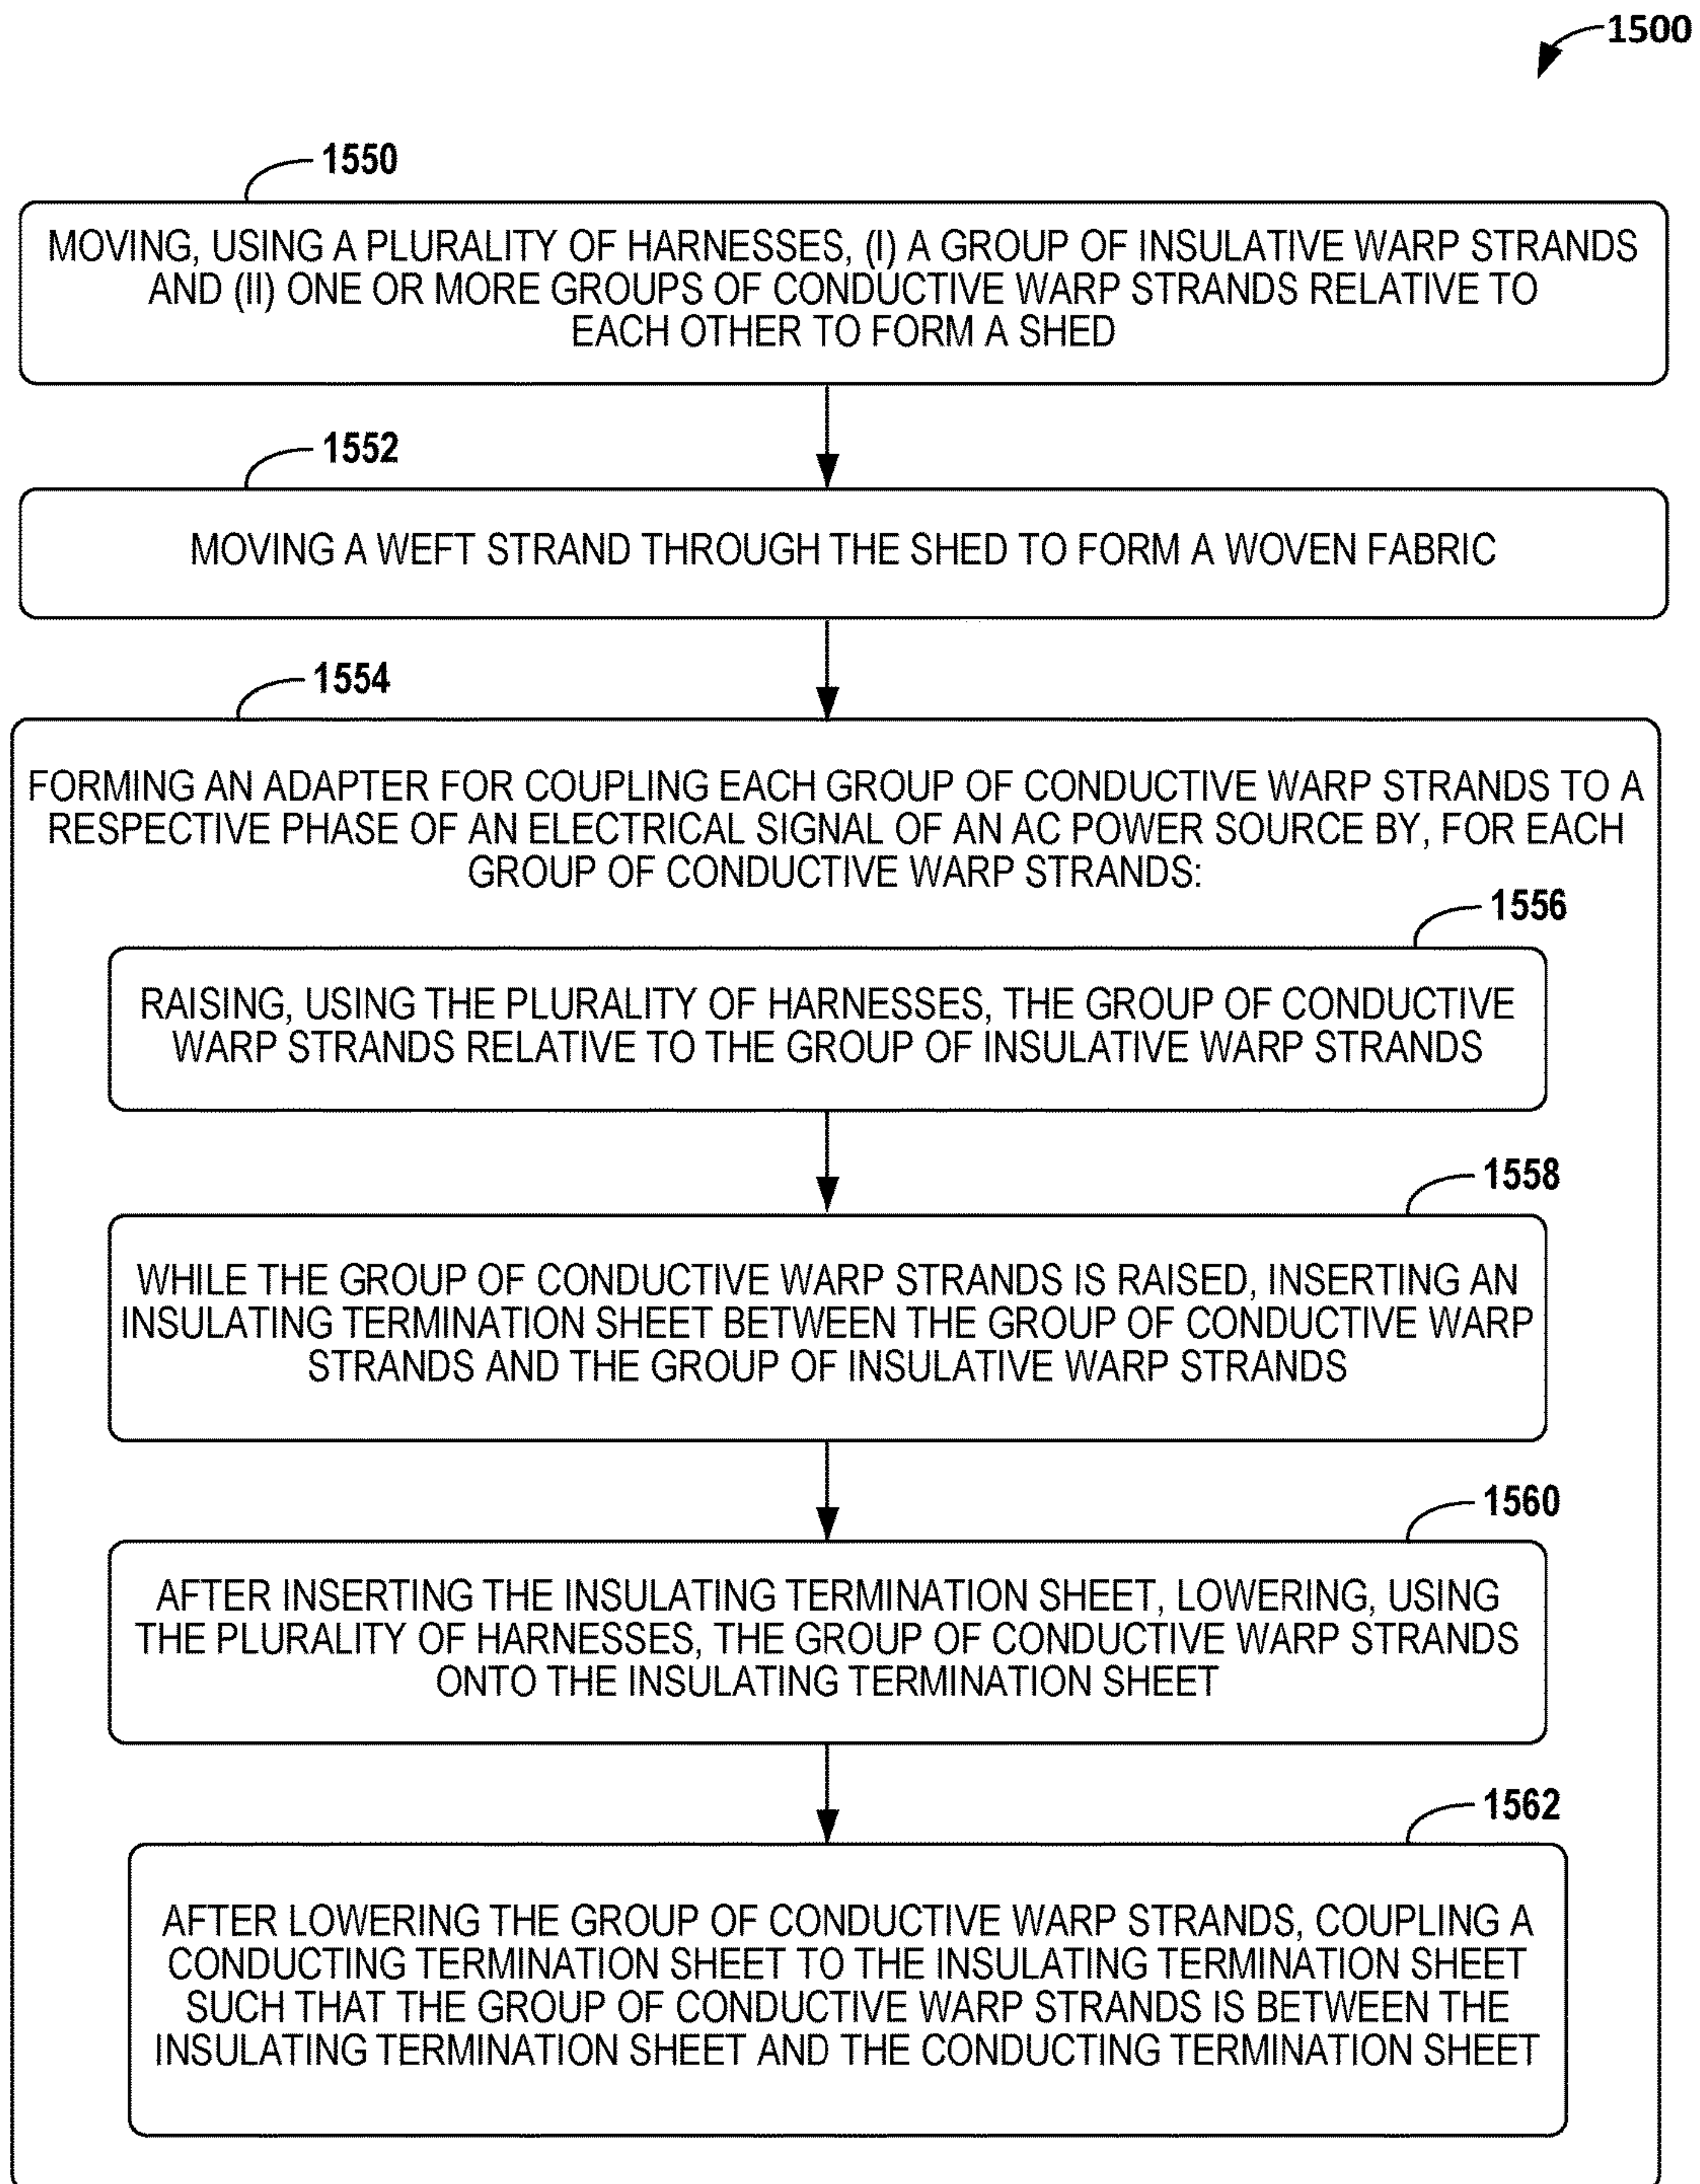 1500
1550
MOVING, USING A PLURALITY OF HARNESSES, (I) A GROUP OF INSULATIVE WARP STRANDS
AND (II) ONE OR MORE GROUPS OF CONDUCTIVE WARP STRANDS RELATIVE TO
EACH OTHER TO FORM A SHED
1552
MOVING A WEFT STRAND THROUGH THE SHED TO FORM A WOVEN FABRIC
1554
FORMING AN ADAPTER FOR COUPLING EACH GROUP OF CONDUCTIVE WARP STRANDS TO A
RESPECTIVE PHASE OF AN ELECTRICAL SIGNAL OF AN AC POWER SOURCE BY, FOR EACH
GROUP OF CONDUCTIVE WARP STRANDS:
1556
RAISING, USING THE PLURALITY OF HARNESSES, THE GROUP OF CONDUCTIVE
WARP STRANDS RELATIVE TO THE GROUP OF INSULATIVE WARP STRANDS
1558
WHILE THE GROUP OF CONDUCTIVE WARP STRANDS IS RAISED, INSERTING AN
INSULATING TERMINATION SHEET BETWEEN THE GROUP OF CONDUCTIVE WARP
STRANDS AND THE GROUP OF INSULATIVE WARP STRANDS
1560
AFTER INSERTING THE INSULATING TERMINATION SHEET, LOWERING, USING
THE PLURALITY OF HARNESSES, THE GROUP OF CONDUCTIVE WARP STRANDS
ONTO THE INSULATING TERMINATION SHEET
1562
AFTER LOWERING THE GROUP OF CONDUCTIVE WARP STRANDS, COUPLING A
CONDUCTING TERMINATION SHEET TO THE INSULATING TERMINATION SHEET
SUCH THAT THE GROUP OF CONDUCTIVE WARP STRANDS IS BETWEEN THE
INSULATING TERMINATION SHEET AND THE CONDUCTING TERMINATION SHEET